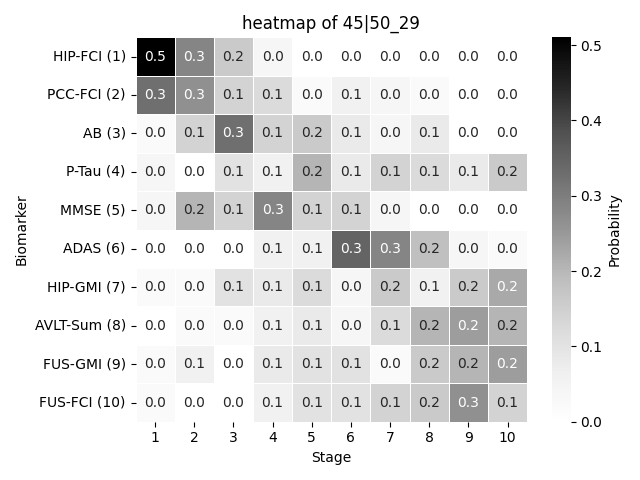 heatmap of 45|50_29
HIP-FCI (1) 0.5 0.3 0.2 0.0 0.0 0.0 0.0 0.0 0.0 0.0
PCC-FCI (2) 0.3 0.3 0.1 0.1 0.0 0.1 0.0 0.0 0.0 0.0
AB (3) 0.0 0.1 0.3 0.1 0.2 0.1 0.0 0.1 0.0 0.0
P-Tau (4) 0.0 0.0 0.1 0.1 0.2 0.1 0.1 0.1 0.1 0.2
MMSE (5) 0.0 0.2 0.1 0.3 0.1 0.1 0.0 0.0 0.0 0.0
ADAS (6) 0.0 0.0 0.0 0.1 0.1 0.3 0.3 0.2 0.0 0.0
HIP-GMI (7) 0.0 0.0 0.1 0.1 0.1 0.0 0.2 0.1 0.2 0.2
AVLT-Sum (8) 0.0 0.0 0.0 0.1 0.1 0.0 0.1 0.2 0.2 0.2
FUS-GMI (9) 0.0 0.1 0.0 0.1 0.1 0.1 0.0 0.2 0.2 0.2
FUS-FCI (10) 0.0 0.0 0.0 0.1 0.1 0.1 0.1 0.2 0.3 0.1
1 2 3 4 5 6 7 8 9 10
Stage
Biomarker
0.5
0.4
0.3
0.2
0.1
0.0
Probability